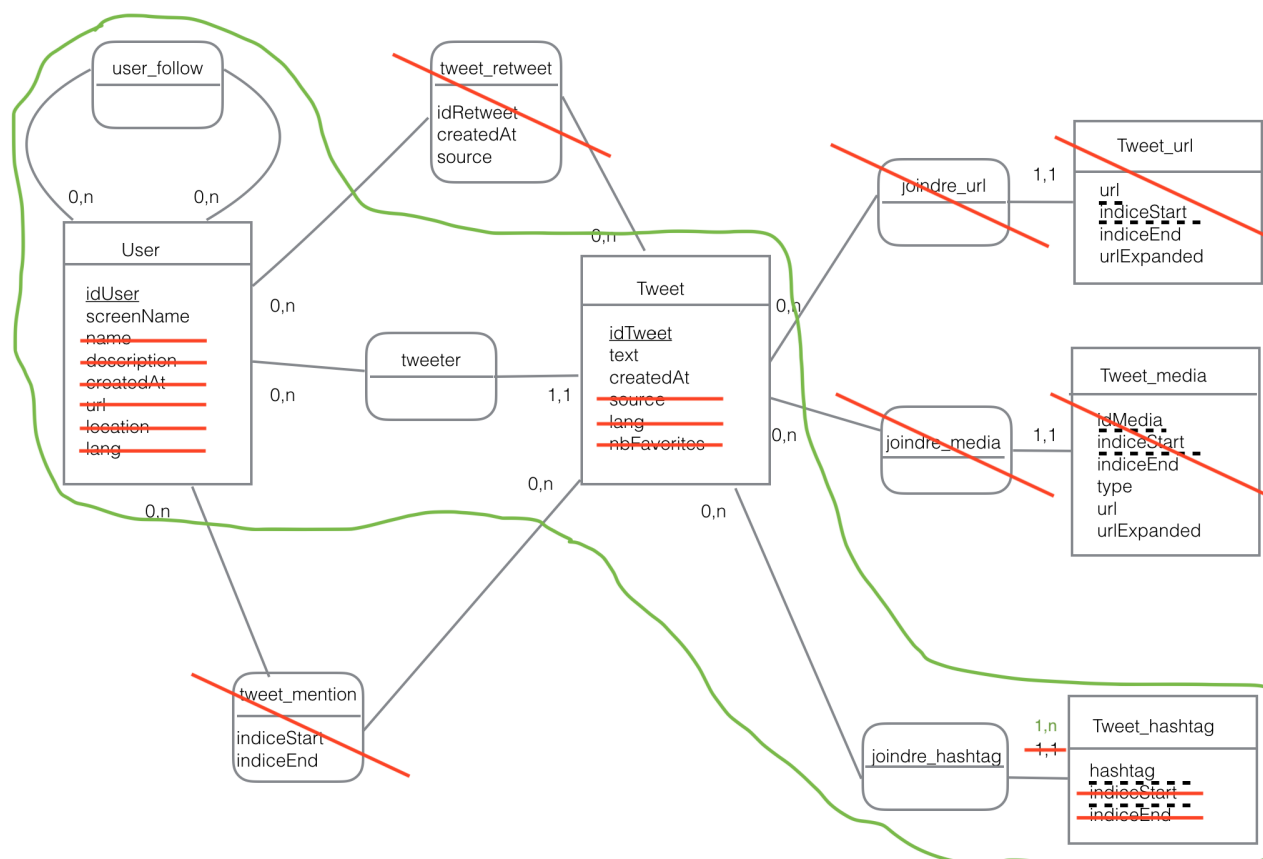 user_follow
0,n
0,n
User
idUser
screenName
name
description
createdAt
url
location
lang
0,n
0,n
0,n
tweet_retweet
idRetweet
createdAt
source
0,n
tweeter
1,1
Tweet
idTweet
text
createdAt
source
lang
nbFavorites
0,n
0,n
0,n
0,n
tweet_mention
indiceStart
indiceEnd
joindre_url
1,1
Tweet_url
url
indiceStart
indiceEnd
urlExpanded
joindre_media
1,1
Tweet_media
idMedia
indiceStart
indiceEnd
type
url
urlExpanded
joindre_hashtag
1,n
1,1
Tweet_hashtag
hashtag
indiceStart
indiceEnd